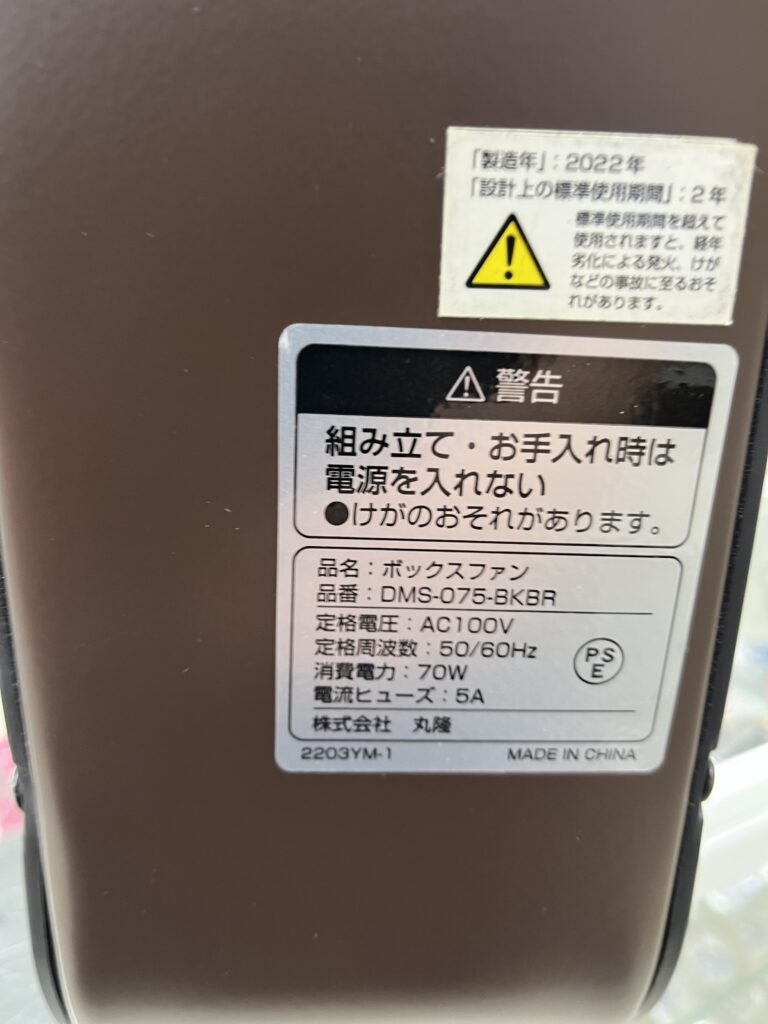 「製造年」：2022年
「設計上の標準使用期間」：2年
標準使用期間を超えて
使用されますと、経年
劣化による発火、けが
などの事故に至るおそ
れがあります。
警告
組み立て・お手入れ時は
電源を入れない
●けがのおそれがあります。
品名：ボックスファン
品番：DMS-075-BKBR
定格電圧：AC100V
定格周波数：50/60Hz
消費電力：70W
電流ヒューズ：5A
PS
E
株式会社 丸隆
2203YM-1 MADE IN CHINA